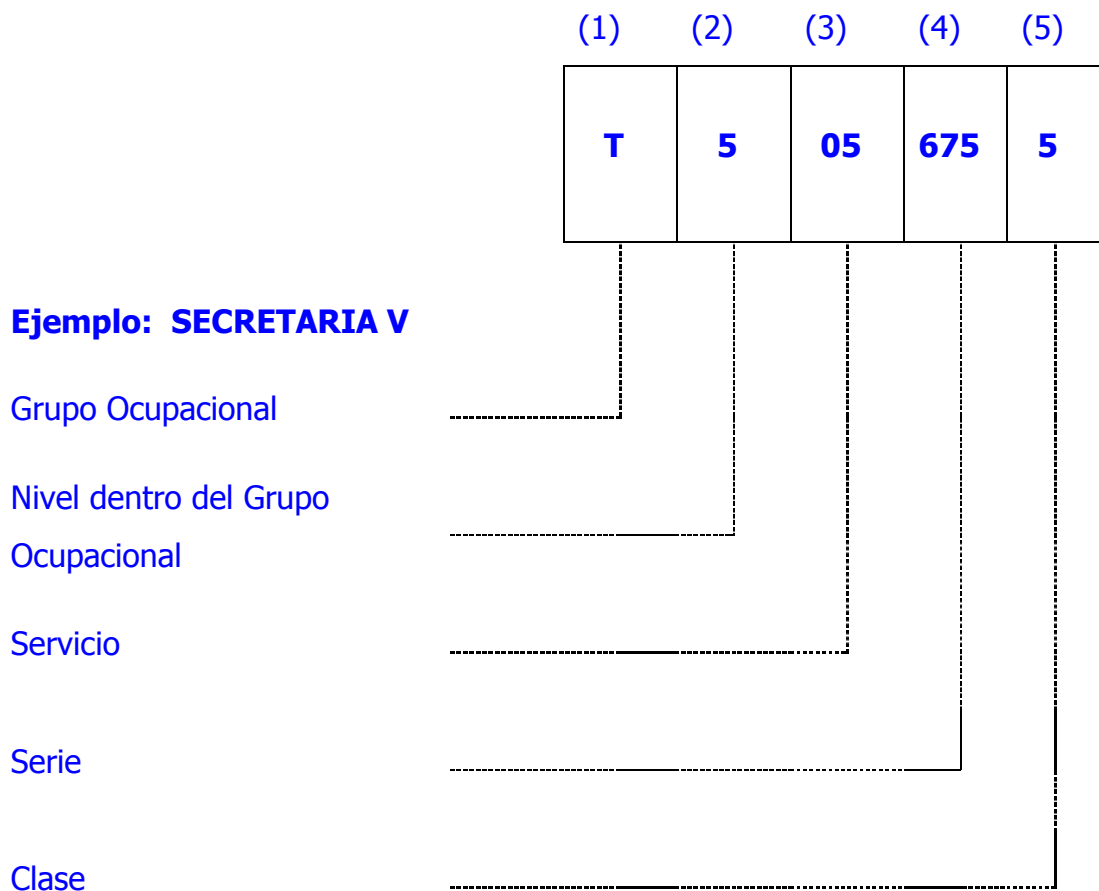 (1) (2) (3) (4) (5)
T 5 05 675 5
Ejemplo: SECRETARIA V
Grupo Ocupacional
Nivel dentro del Grupo
Ocupacional
Servicio
Serie
Clase